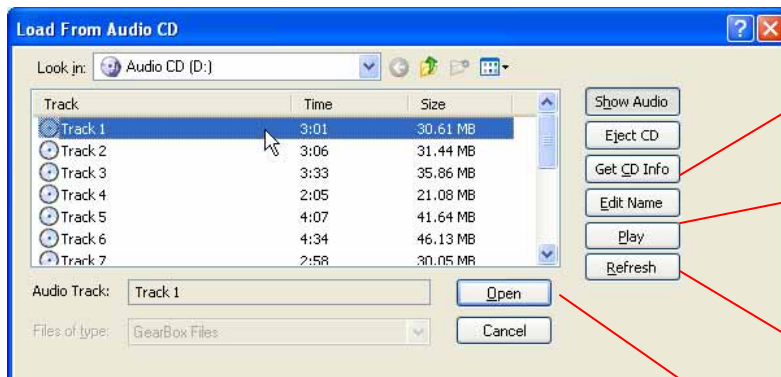 Load From Audio CD
Look in: Audio CD (D:)
Track Time Size
Track 1 3:01 30.61 MB
Track 2 3:06 31.44 MB
Track 3 3:33 35.86 MB
Track 4 2:05 21.08 MB
Track 5 4:07 41.64 MB
Track 6 4:34 46.13 MB
Track 7 2:58 30.05 MB
Show Audio
Eject CD
Get CD Info
Edit Name
Play
Refresh
Audio Track: Track 1 Open
Files of type: GearBox Files Cancel